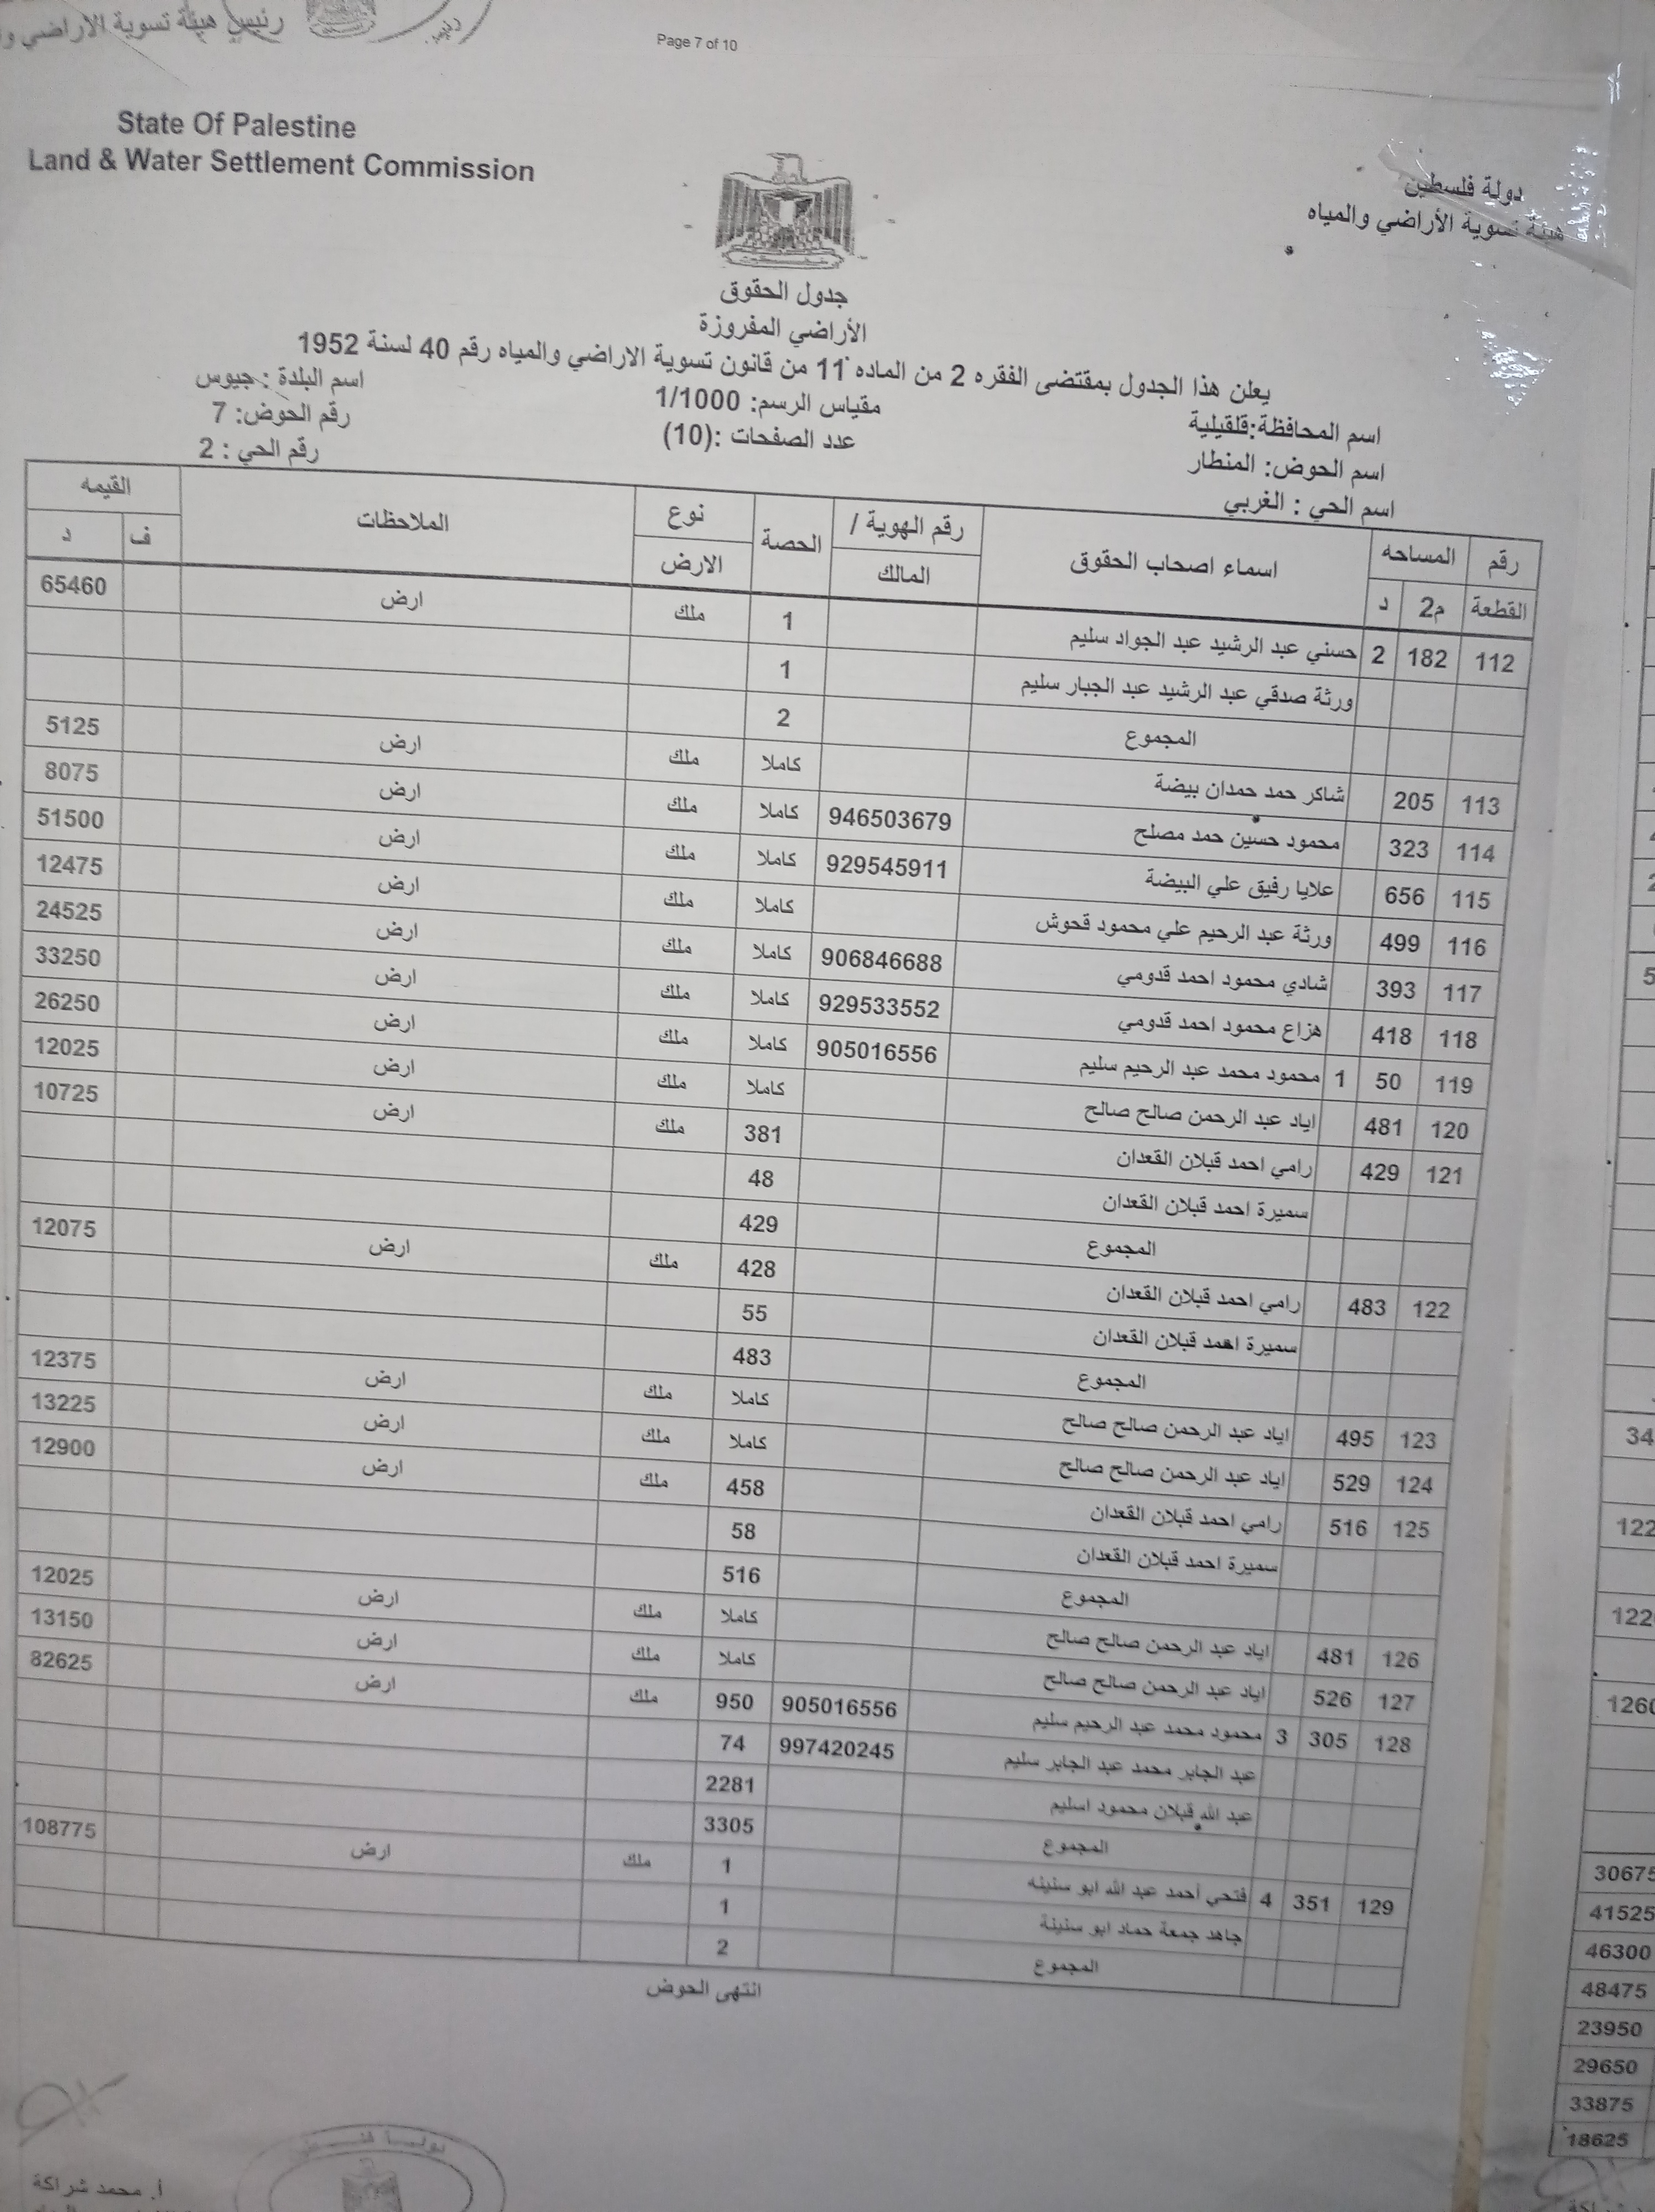 رئيس هيئة تسوية الاراضي
Page 7 of 10
State Of Palestine
Land & Water Settlement Commission
دولة فلسطين
هيئة تسوية الأراضي والمياه
جدول الحقوق
الأراضي المفروزة
يعلن هذا الجدول بمقتضى الفقره 2 من الماده 11 من قانون تسوية الاراضي والمياه رقم 40 لسنة 1952
اسم المحافظة:قلقيلية مقياس الرسم: 1/1000 اسم البلدة : جيوس
اسم الحوض: المنطار عدد الصفحات :(10) رقم الحوض: 7
اسم الحي : الغربي رقم الحي : 2
رقم المساحه اسماء اصحاب الحقوق رقم الهوية / الحصة نوع الملاحظات القيمه
القطعة م2 د المالك الارض ف د
112 182 2 حسني عبد الرشيد عبد الجواد سليم 1 ملك ارض 65460
ورثة صدقي عبد الرشيد عبد الجبار سليم 1
المجموع 2
113 205 شاكر حمد حمدان بيضة كاملا ملك ارض 5125
114 323 محمود حسين حمد مصلح 946503679 كاملا ملك ارض 8075
115 656 علايا رفيق علي البيضة 929545911 كاملا ملك ارض 51500
116 499 ورثة عبد الرحيم علي محمود قحوش كاملا ملك ارض 12475
117 393 شادي محمود احمد قدومي 906846688 كاملا ملك ارض 24525
118 418 هزاع محمود احمد قدومي 929533552 كاملا ملك ارض 33250
119 50 1 محمود محمد عبد الرحيم سليم 905016556 كاملا ملك ارض 26250
120 481 اياد عبد الرحمن صالح صالح كاملا ملك ارض 12025
121 429 رامي احمد قبلان القعدان 381 ملك ارض 10725
سميرة احمد قبلان القعدان 48
المجموع 429
122 483 رامي احمد قبلان القعدان 428 ملك ارض 12075
سميرة احمد قبلان القعدان 55
المجموع 483
123 495 اياد عبد الرحمن صالح صالح كاملا ملك ارض 12375
124 529 اياد عبد الرحمن صالح صالح كاملا ملك ارض 13225
125 516 رامي احمد قبلان القعدان 458 ملك ارض 12900
سميرة احمد قبلان القعدان 58
المجموع 516
126 481 اياد عبد الرحمن صالح صالح كاملا ملك ارض 12025
127 526 اياد عبد الرحمن صالح صالح كاملا ملك ارض 13150
128 305 3 محمود محمد عبد الرحيم سليم 905016556 950 ملك ارض 82625
عبد الجابر محمد عبد الجابر سليم 997420245 74
عبد الله قبلان محمود اسليم 2281
المجموع 3305
129 351 4 فتحي أحمد عبد الله ابو سنينه 1 ملك ارض 108775
جاهد جمعة حماد ابو سنينة 1
المجموع 2
انتهى الحوض
أ. محمد شراكة
30675
41525
46300
48475
23950
29650
33875
18625